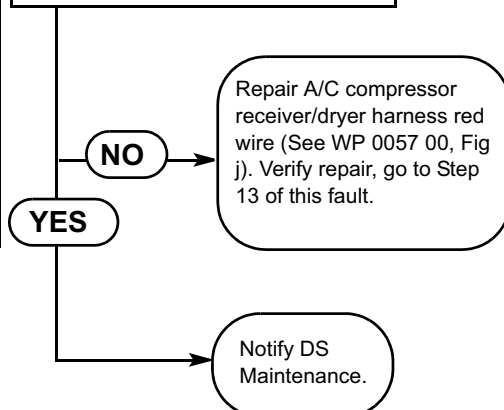 Repair A/C compressor
receiver/dryer harness red
wire (See WP 0057 00, Fig
j). Verify repair, go to Step
13 of this fault.
NO
YES
Notify DS
Maintenance.